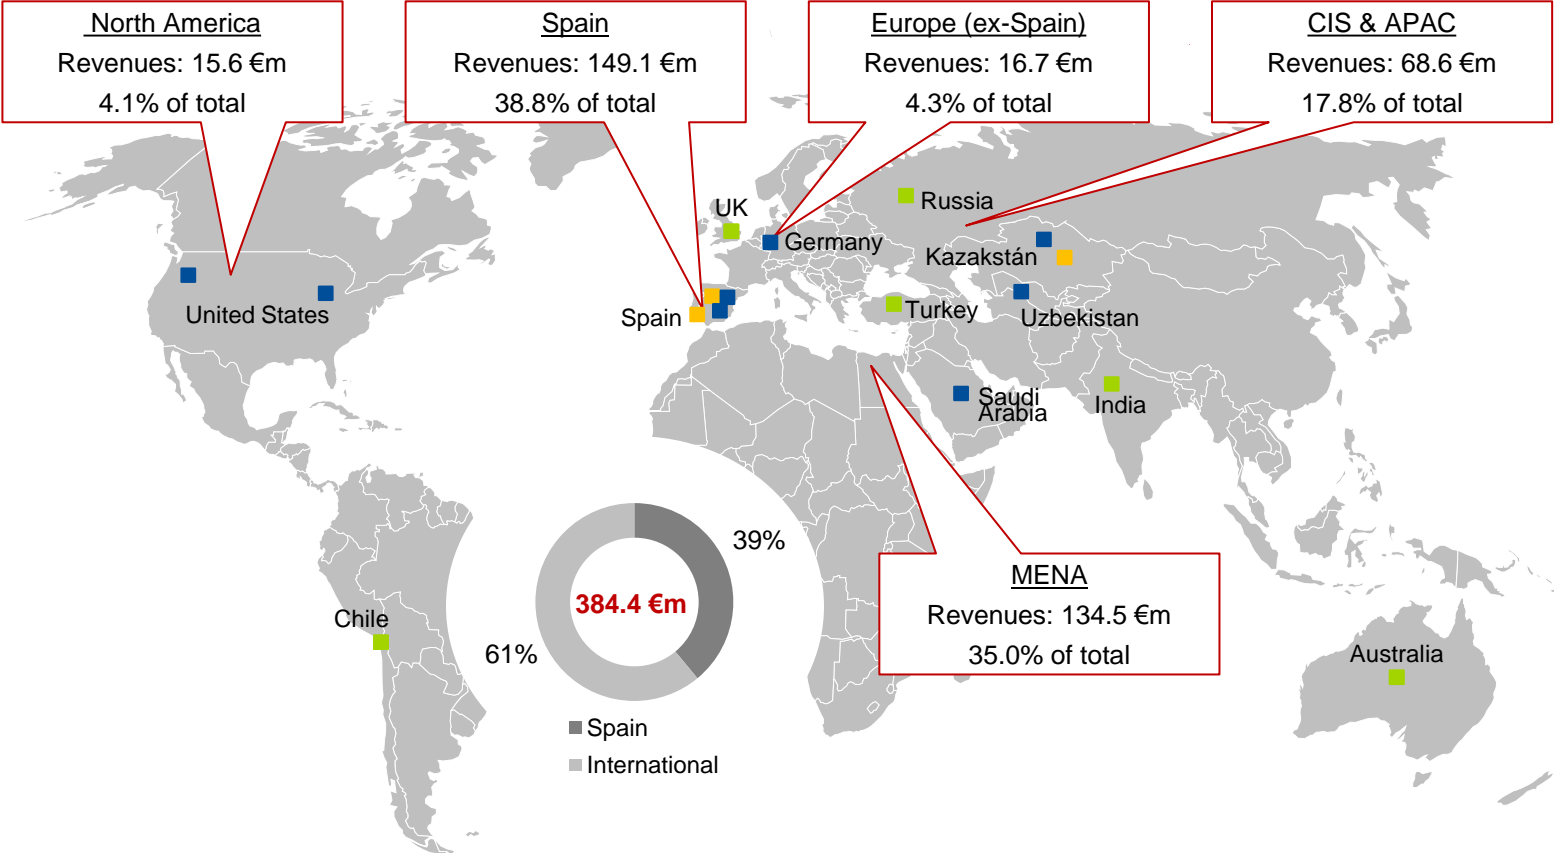 North America
Revenues: 15.6 €m
4.1% of total
Spain
Revenues: 149.1 €m
38.8% of total
Europe (ex-Spain)
Revenues: 16.7 €m
4.3% of total
CIS & APAC
Revenues: 68.6 €m
17.8% of total
UK
Russia
Germany
Kazakstán
United States
Spain
Turkey
Uzbekistan
Saudi
Arabia
India
39%
384.4 €m
61%
MENA
Revenues: 134.5 €m
35.0% of total
Chile
Australia
Spain
International